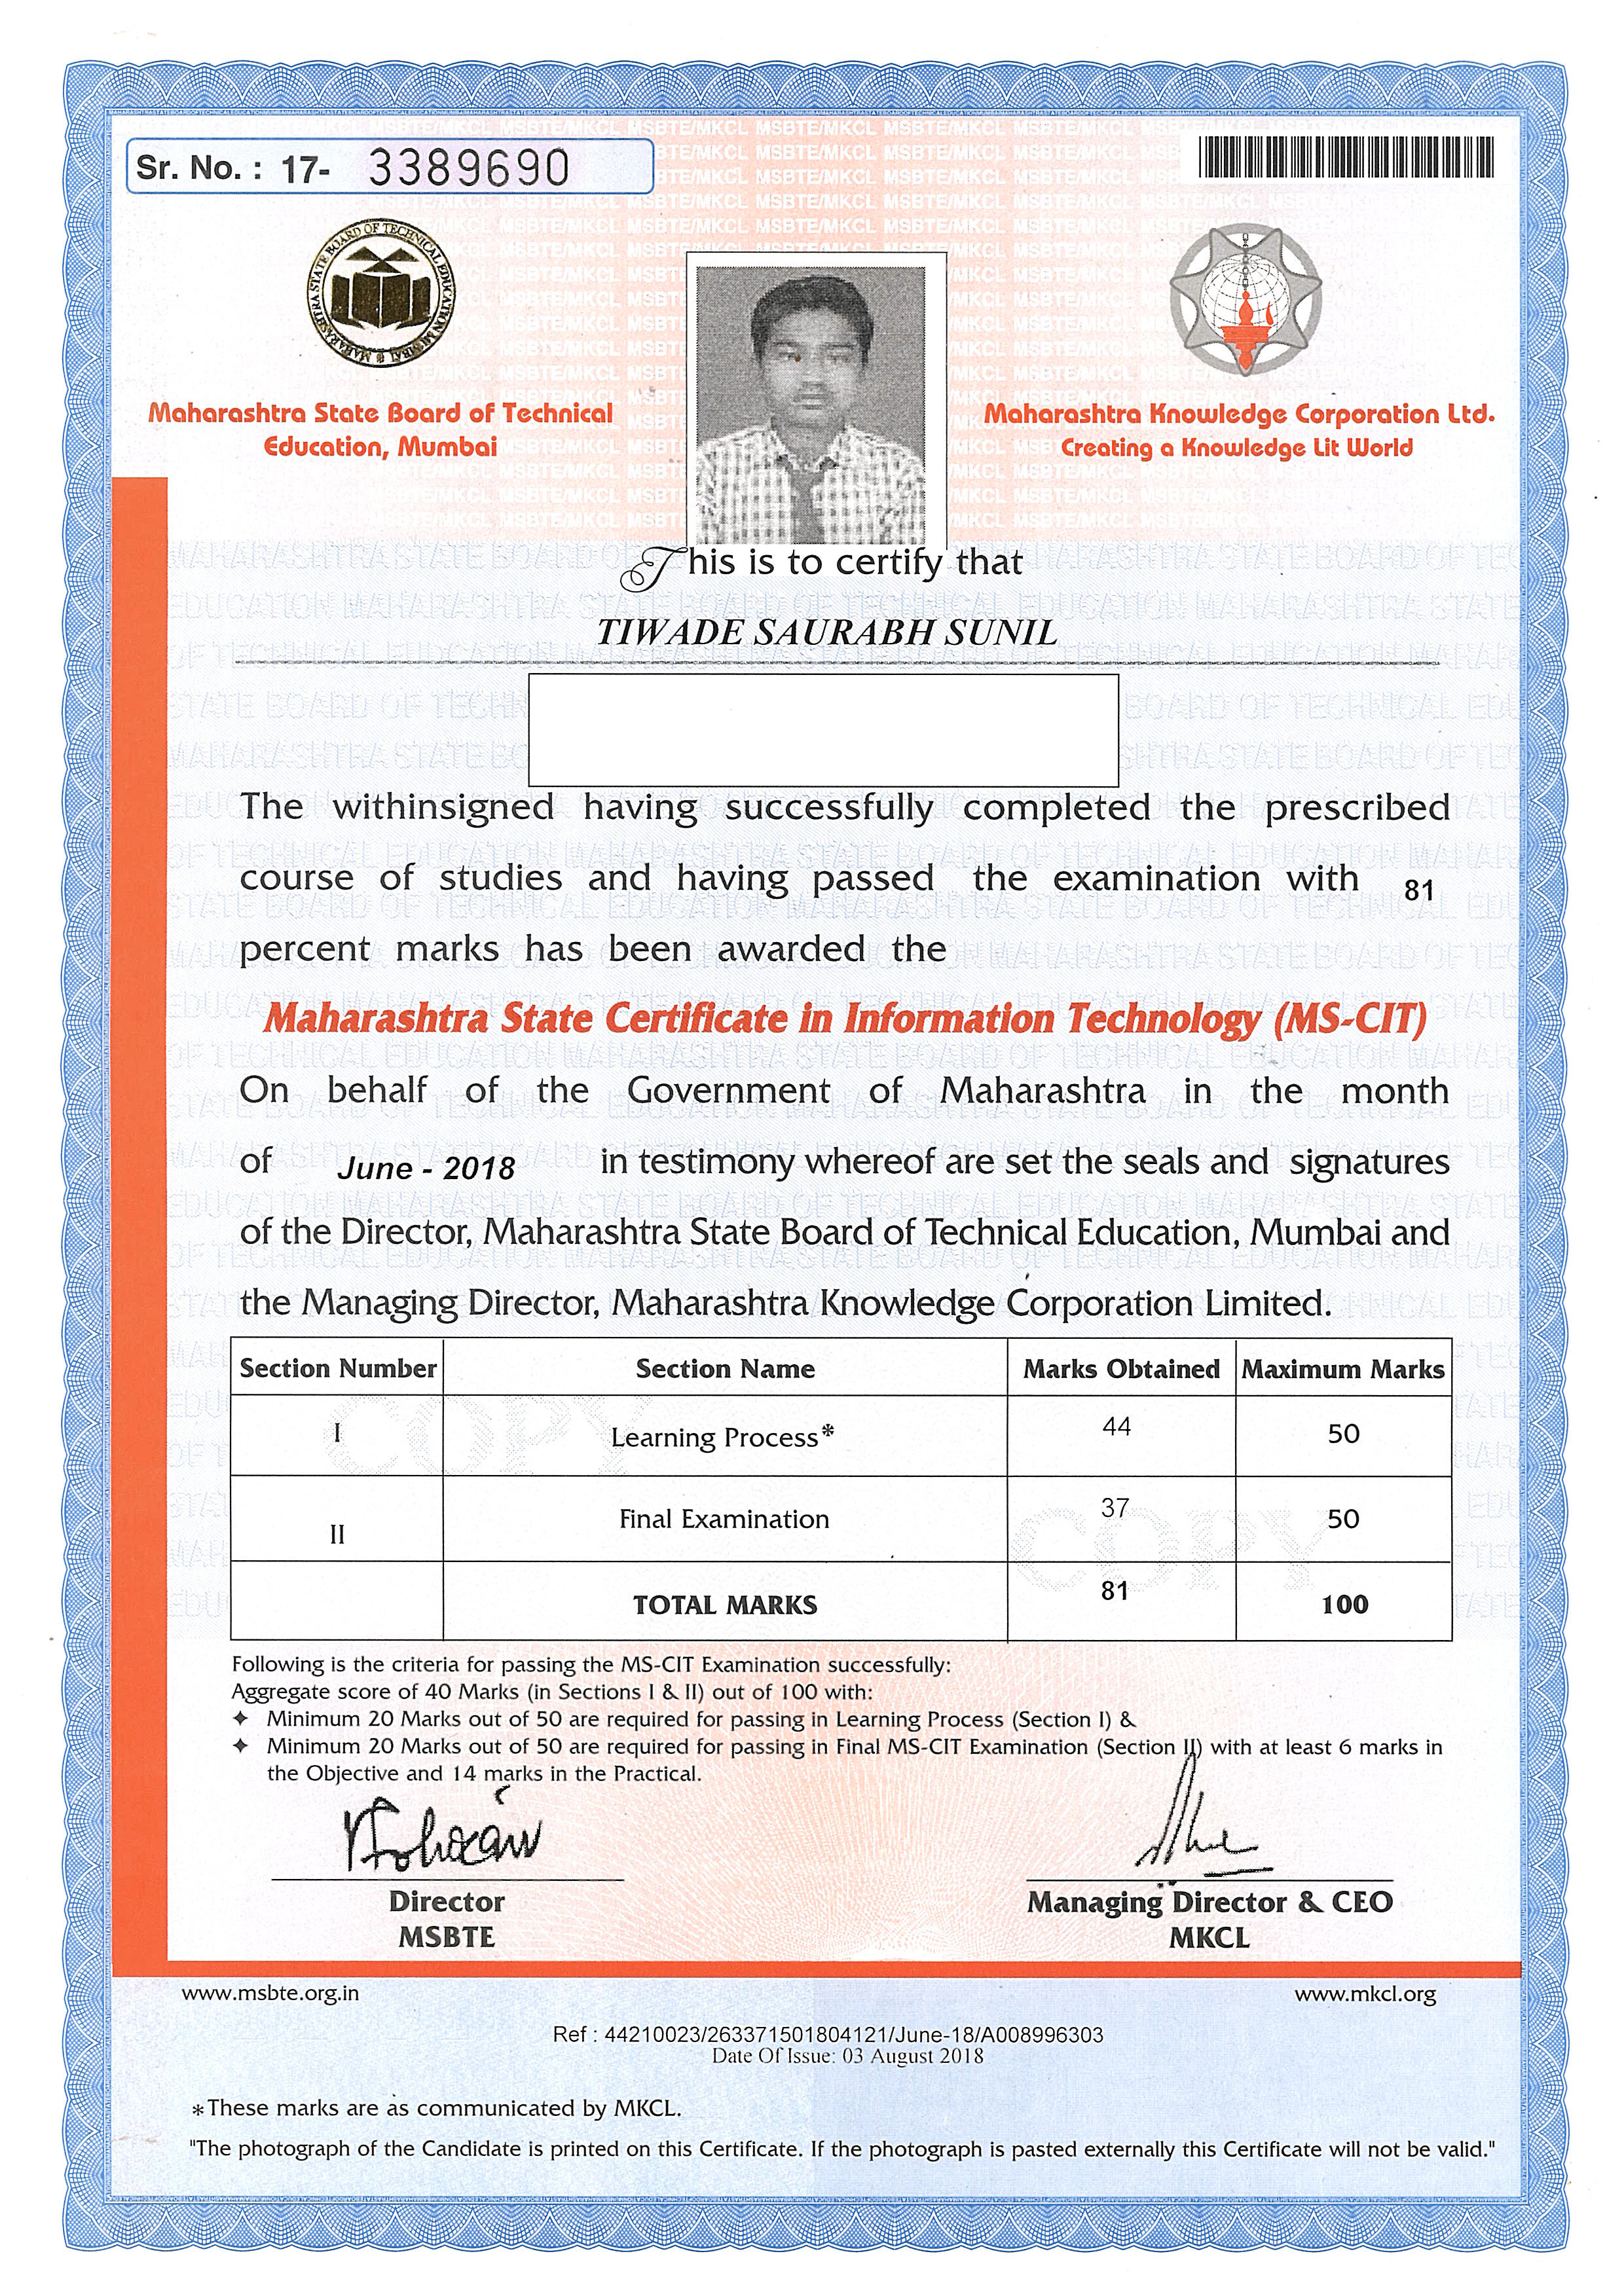 Sr. No. : 17- 3389690
MAHARASHTRA STATE BOARD OF TECHNICAL EDUCATION MUMBAI
Maharashtra State Board of Technical
Education, Mumbai
Maharashtra Knowledge Corporation Ltd.
Creating a Knowledge Lit World
This is to certify that
TIWADE SAURABH SUNIL
The withinsigned having successfully completed the prescribed
course of studies and having passed the examination with 81
percent marks has been awarded the
Maharashtra State Certificate in Information Technology (MS-CIT)
On behalf of the Government of Maharashtra in the month
of June - 2018 in testimony whereof are set the seals and signatures
of the Director, Maharashtra State Board of Technical Education, Mumbai and
the Managing Director, Maharashtra Knowledge Corporation Limited.
Section Number Section Name Marks Obtained Maximum Marks
I Learning Process* 44 50
II Final Examination 37 50
TOTAL MARKS 81 100
COPY
COPY
Following is the criteria for passing the MS-CIT Examination successfully:
Aggregate score of 40 Marks (in Sections I & II) out of 100 with:
✦ Minimum 20 Marks out of 50 are required for passing in Learning Process (Section I) &
✦ Minimum 20 Marks out of 50 are required for passing in Final MS-CIT Examination (Section II) with at least 6 marks in
the Objective and 14 marks in the Practical.
Director
MSBTE
Managing Director & CEO
MKCL
www.msbte.org.in
www.mkcl.org
Ref : 44210023/263371501804121/June-18/A008996303
Date Of Issue: 03 August 2018
*These marks are as communicated by MKCL.
"The photograph of the Candidate is printed on this Certificate. If the photograph is pasted externally this Certificate will not be valid."